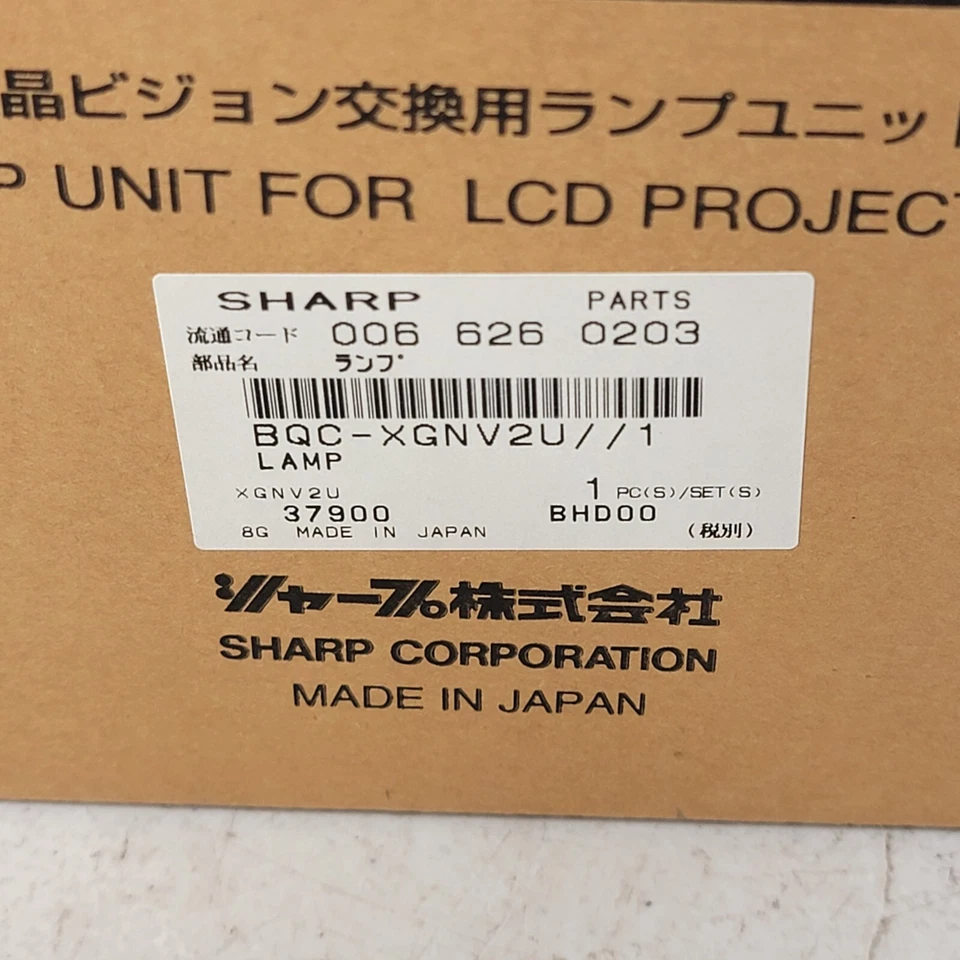 晶ビジョン交換用ランプユニット
P UNIT FOR LCD PROJECT
SHARP PARTS
流通コード 006 626 0203
部品名 ランプ
BQC-XGNV2U//1
LAMP
XGNV2U 1 PC(S)/SET(S)
37900 BHD00
8G MADE IN JAPAN (税別)
シャープ株式会社
SHARP CORPORATION
MADE IN JAPAN